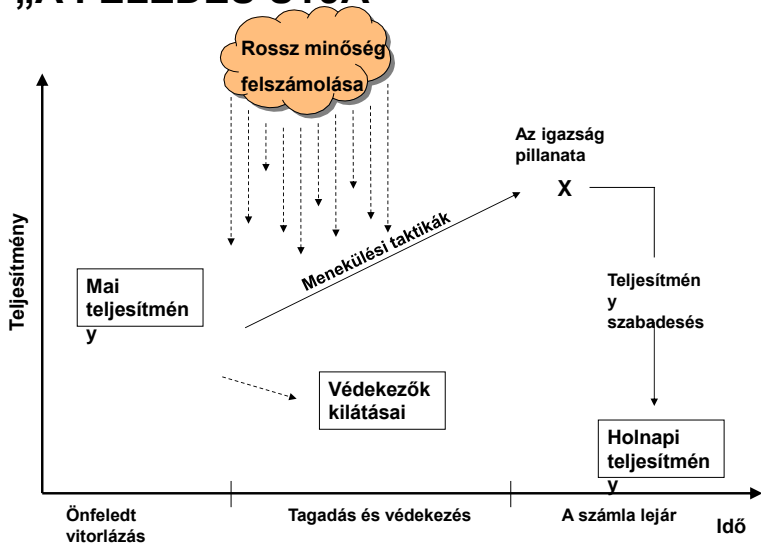 Rossz minőség
felszámolása
Az igazság
pillanata
X
Menekülési taktikák
Teljesítmény
Mai
teljesítmén
y
Teljesítmén
y
szabadesés
Védekezők
kilátásai
Holnapi
teljesítmén
y
Önfeledt
vitorlázás
Tagadás és védekezés
A számla lejár
Idő